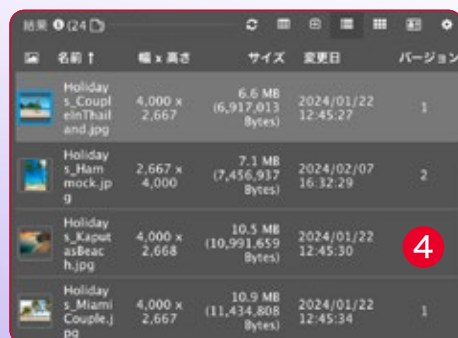 結果 (24
名前 ↑ 幅 x 高さ サイズ 変更日 バージョン
Holiday
s_Coupl
eInThail
and.jpg
4,000 x
2,667
6.6 MB
(6,917,013
Bytes)
2024/01/22
12:45:27
1
Holiday
s_Ham
mock.jp
g
2,667 x
4,000
7.1 MB
(7,456,937
Bytes)
2024/02/07
16:32:29
2
Holiday
s_Kaput
asBeac
h.jpg
4,000 x
2,668
10.5 MB
(10,991,659
Bytes)
2024/01/22
12:45:30
4
Holiday
s_Miami
Couple.j
pg
4,000 x
2,667
10.9 MB
(11,434,808
Bytes)
2024/01/22
12:45:34
1